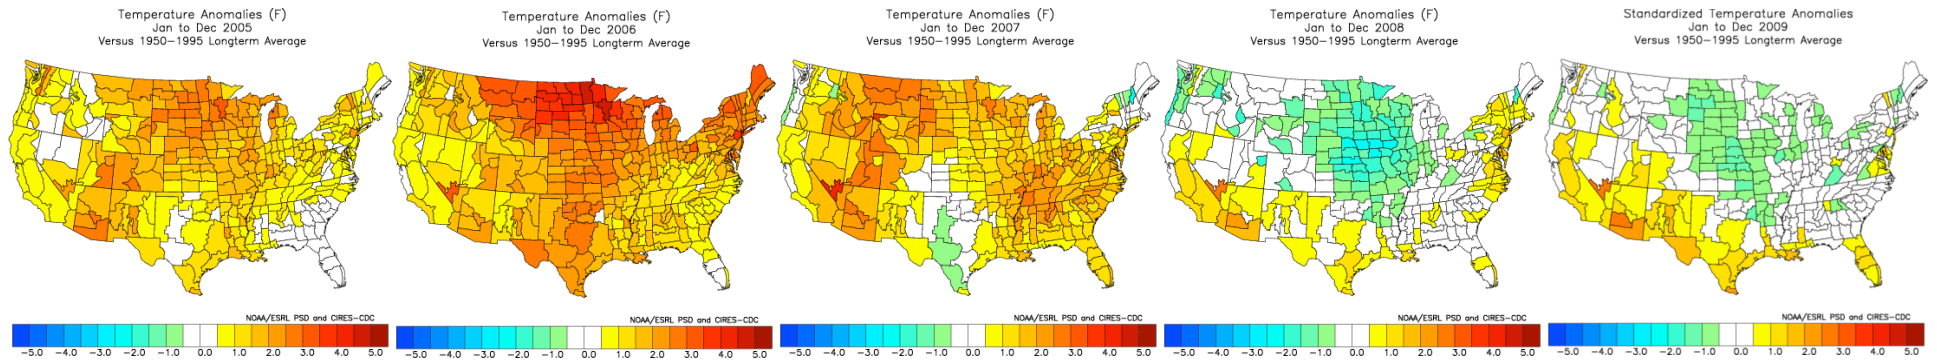 Temperature Anomalies (F)
Jan to Dec 2005
Versus 1950-1995 Longterm Average
NOAA/ESRL PSD and CIRES-CDC
-5.0 -4.0 -3.0 -2.0 -1.0 0.0 1.0 2.0 3.0 4.0 5.0
Temperature Anomalies (F)
Jan to Dec 2006
Versus 1950-1995 Longterm Average
NOAA/ESRL PSD and CIRES-CDC
-5.0 -4.0 -3.0 -2.0 -1.0 0.0 1.0 2.0 3.0 4.0 5.0
Temperature Anomalies (F)
Jan to Dec 2007
Versus 1950-1995 Longterm Average
NOAA/ESRL PSD and CIRES-CDC
-5.0 -4.0 -3.0 -2.0 -1.0 0.0 1.0 2.0 3.0 4.0 5.0
Temperature Anomalies (F)
Jan to Dec 2008
Versus 1950-1995 Longterm Average
NOAA/ESRL PSD and CIRES-CDC
-5.0 -4.0 -3.0 -2.0 -1.0 0.0 1.0 2.0 3.0 4.0 5.0
Standardized Temperature Anomalies
Jan to Dec 2009
Versus 1950-1995 Longterm Average
NOAA/ESRL PSD and CIRES-CDC
-5.0 -4.0 -3.0 -2.0 -1.0 0.0 1.0 2.0 3.0 4.0 5.0